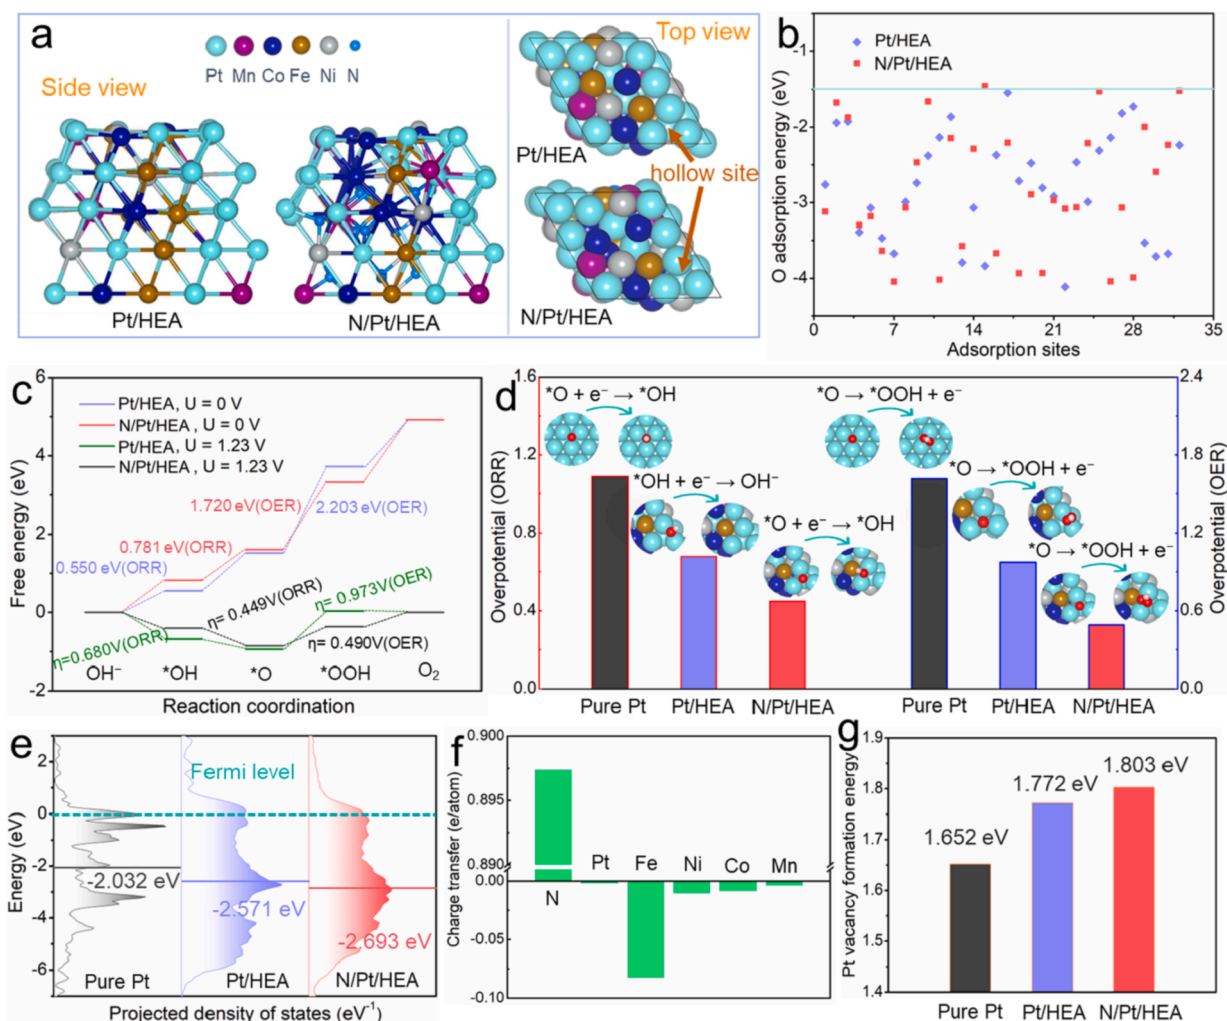 a
Pt Mn Co Fe Ni N
Side view
Pt/HEA
N/Pt/HEA
Top view
Pt/HEA
hollow site
N/Pt/HEA
b
O adsorption energy (eV)
-1
-2
-3
-4
Pt/HEA
N/Pt/HEA
0 7 14 21 28 35
Adsorption sites
c
Free energy (eV)
6
4
2
0
-2
Pt/HEA, U = 0 V
N/Pt/HEA, U = 0 V
Pt/HEA, U = 1.23 V
N/Pt/HEA, U = 1.23 V
1.720 eV(OER)
2.203 eV(OER)
0.781 eV(ORR)
0.550 eV(ORR)
η= 0.449V(ORR)
η= 0.973V(OER)
η=0.680V(ORR)
η= 0.490V(OER)
OH⁻ *OH *O *OOH O₂
Reaction coordination
d
Overpotential (ORR)
1.6
1.2
0.8
0.4
0.0
*O + e⁻ → *OH
*OH + e⁻ → OH⁻
*O + e⁻ → *OH
*O → *OOH + e⁻
*O → *OOH + e⁻
*O → *OOH + e⁻
2.4
1.8
1.2
0.6
0.0
Overpotential (OER)
Pure Pt Pt/HEA N/Pt/HEA Pure Pt Pt/HEA N/Pt/HEA
e
Energy (eV)
2
0
-2
-4
-6
Fermi level
-2.032 eV
-2.571 eV
-2.693 eV
Pure Pt Pt/HEA N/Pt/HEA
Projected density of states (eV⁻¹)
f
Charge transfer (e/atom)
0.900
0.895
0.890
0.00
-0.05
-0.10
N
Pt Fe Ni Co Mn
g
Pt vacancy formation energy
1.9
1.8
1.7
1.6
1.5
1.4
1.652 eV
1.772 eV
1.803 eV
Pure Pt Pt/HEA N/Pt/HEA